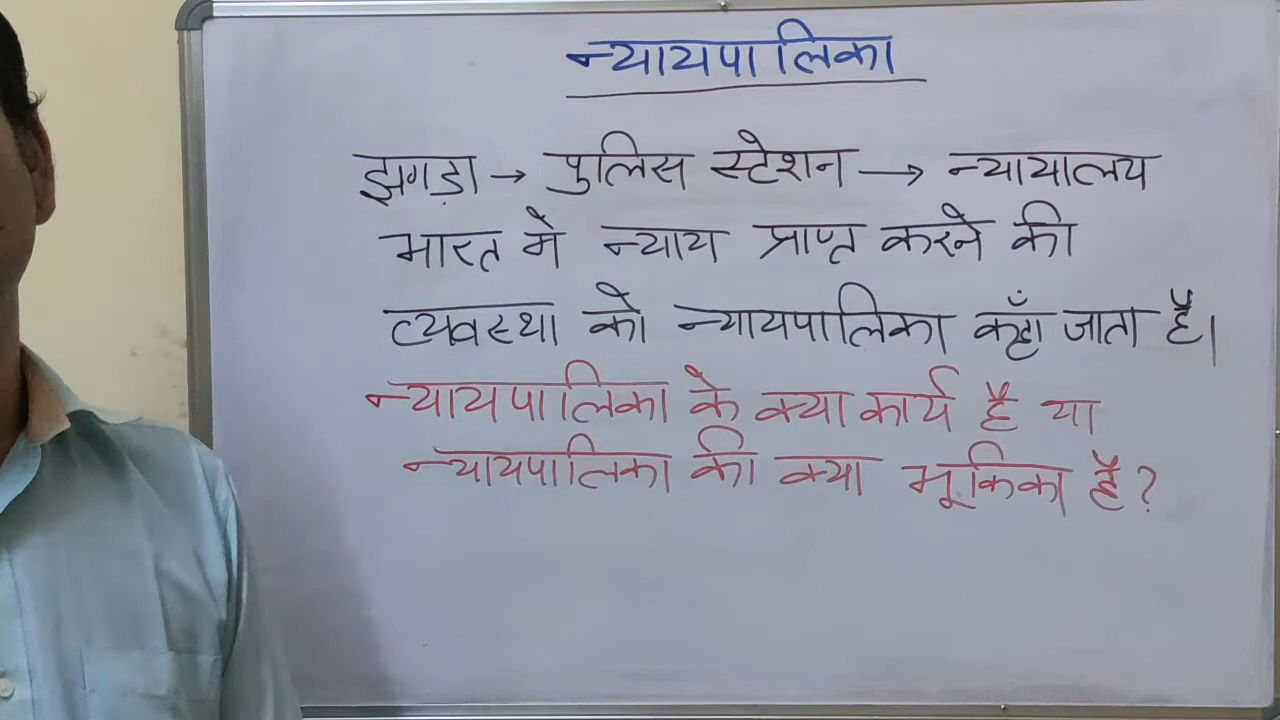 न्यायपालिका
झगड़ा → पुलिस स्टेशन → न्यायालय
भारत मे न्याय प्राप्त करने की
व्यवस्था को न्यायपालिका कहाँ जाता है।
न्यायपालिका के क्या कार्य है या
न्यायपालिका की क्या भूकिका है?